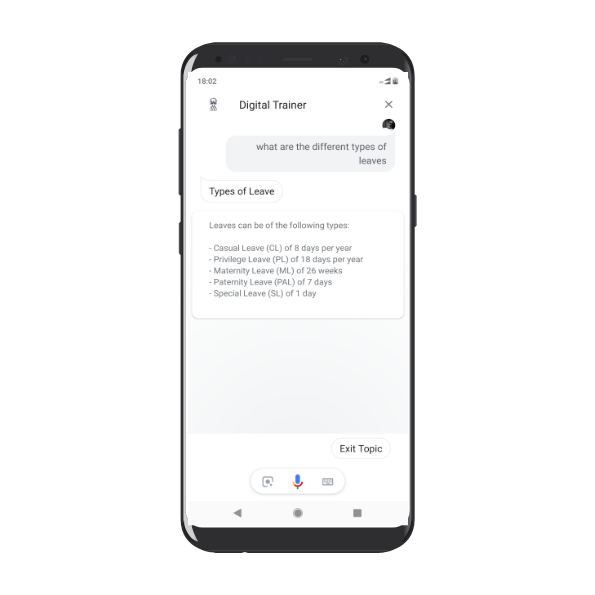 18:02
Digital Trainer
what are the different types of
leaves
Types of Leave
Leaves can be of the following types:
- Casual Leave (CL) of 8 days per year
- Privilege Leave (PL) of 18 days per year
- Maternity Leave (ML) of 26 weeks
- Paternity Leave (PAL) of 7 days
- Special Leave (SL) of 1 day
Exit Topic